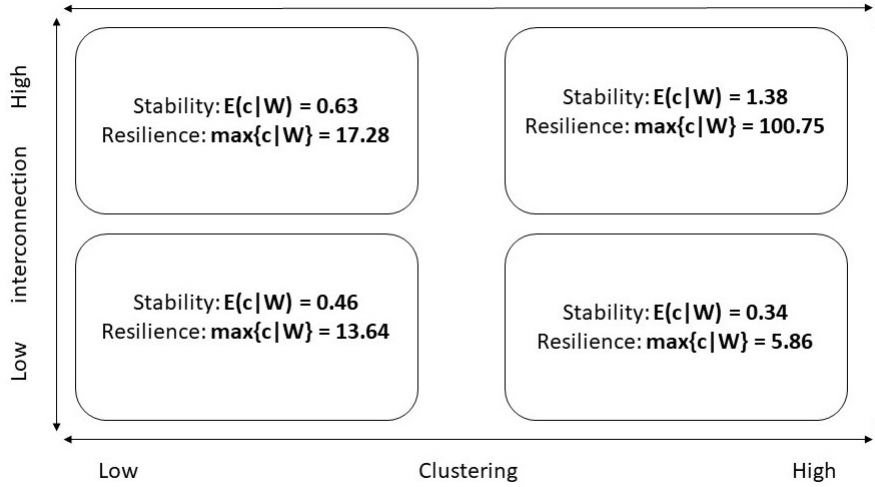 High
Stability: E(c|W) = 0.63
Resilience: max{c|W} = 17.28
Stability: E(c|W) = 1.38
Resilience: max{c|W} = 100.75
interconnection
Stability: E(c|W) = 0.46
Resilience: max{c|W} = 13.64
Stability: E(c|W) = 0.34
Resilience: max{c|W} = 5.86
Low
Low Clustering High